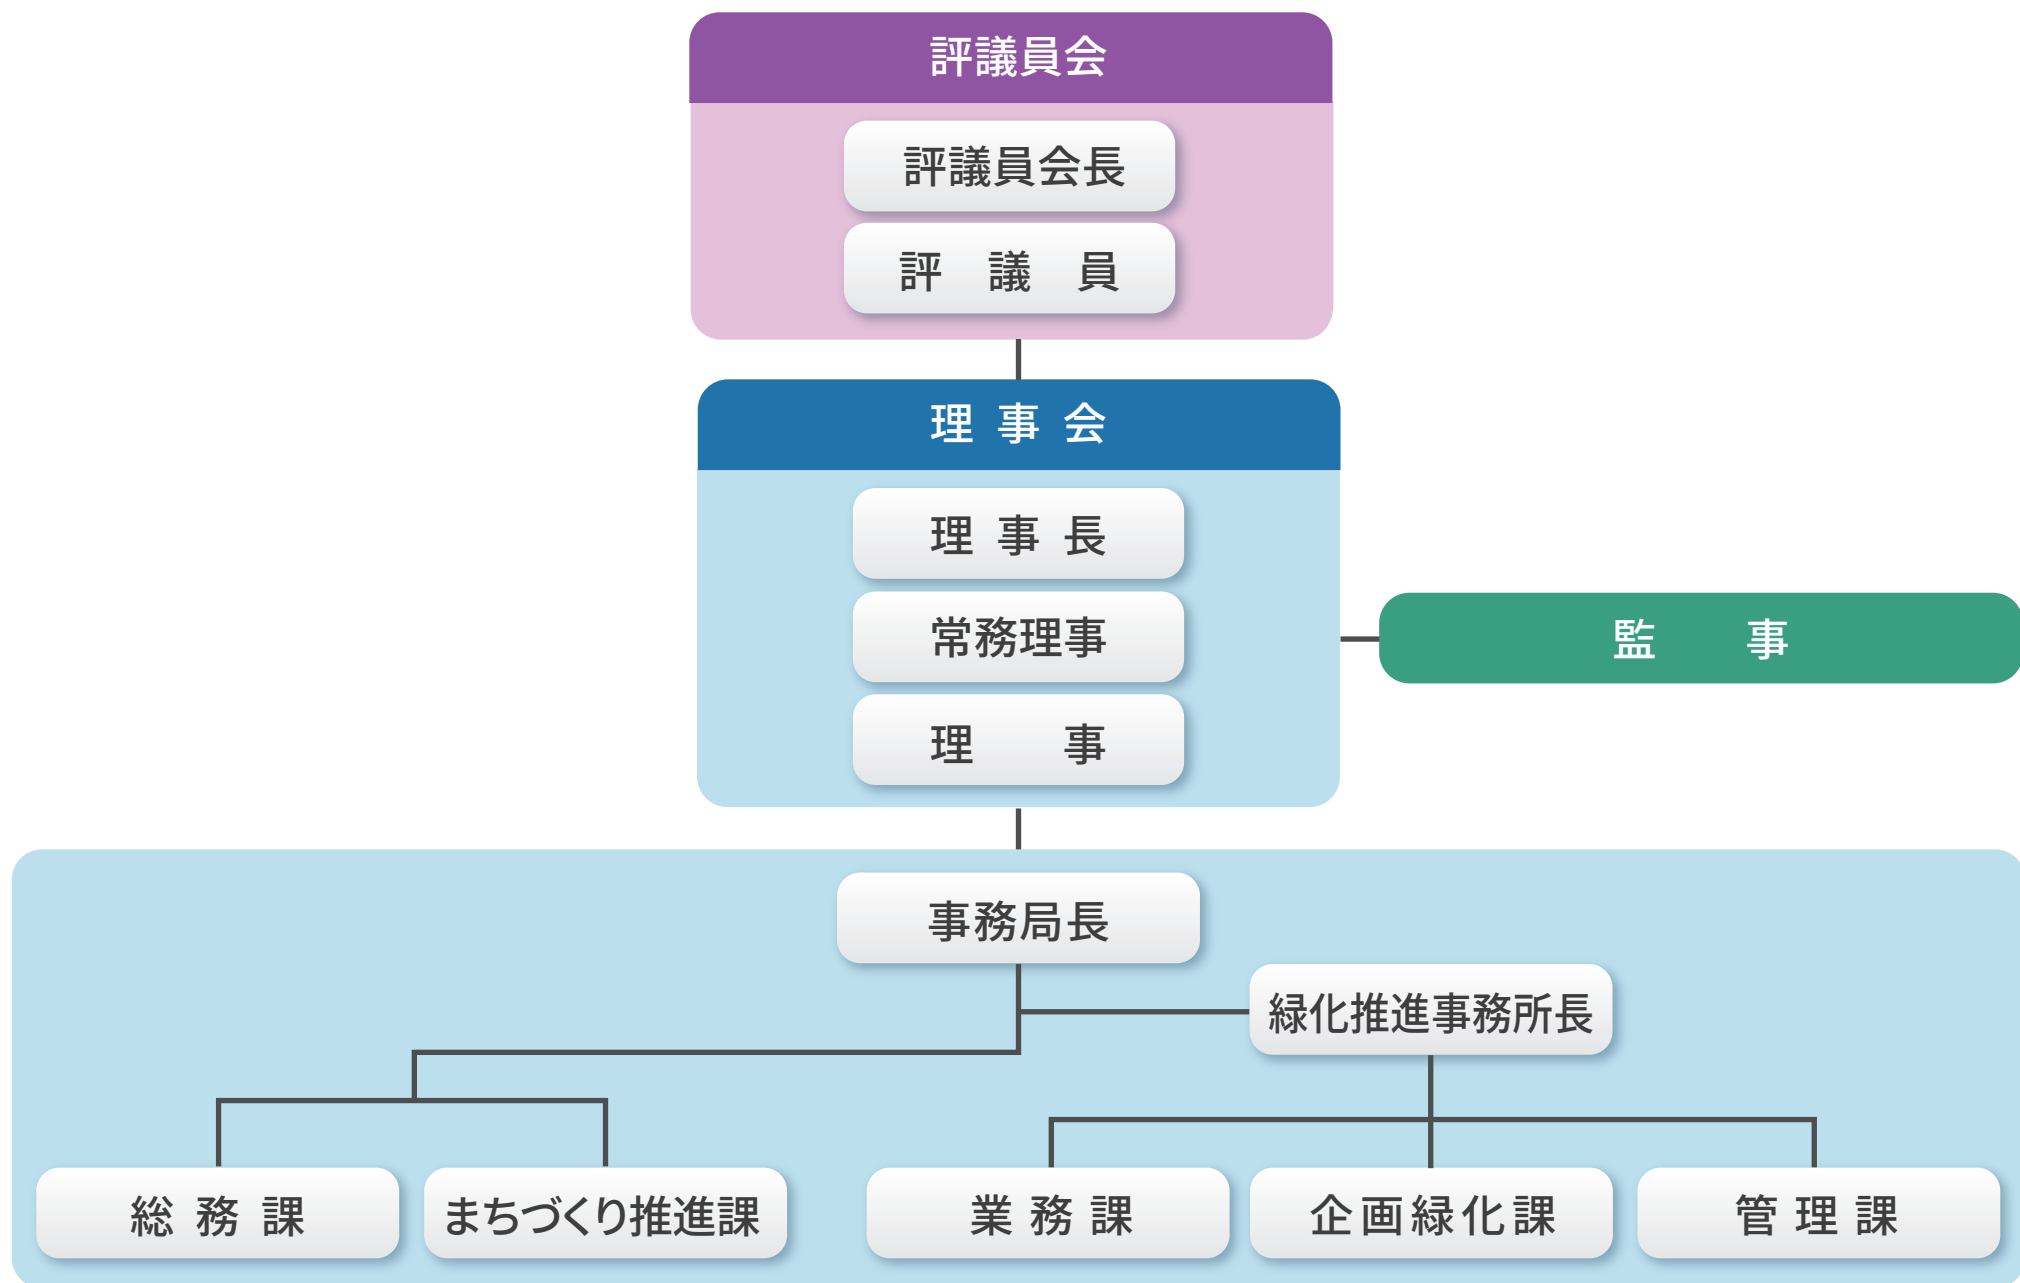 評議員会
評議員会長
評議員
理事会
理事長
常務理事
理事
監事
事務局長
緑化推進事務所長
総務課
まちづくり推進課
業務課
企画緑化課
管理課